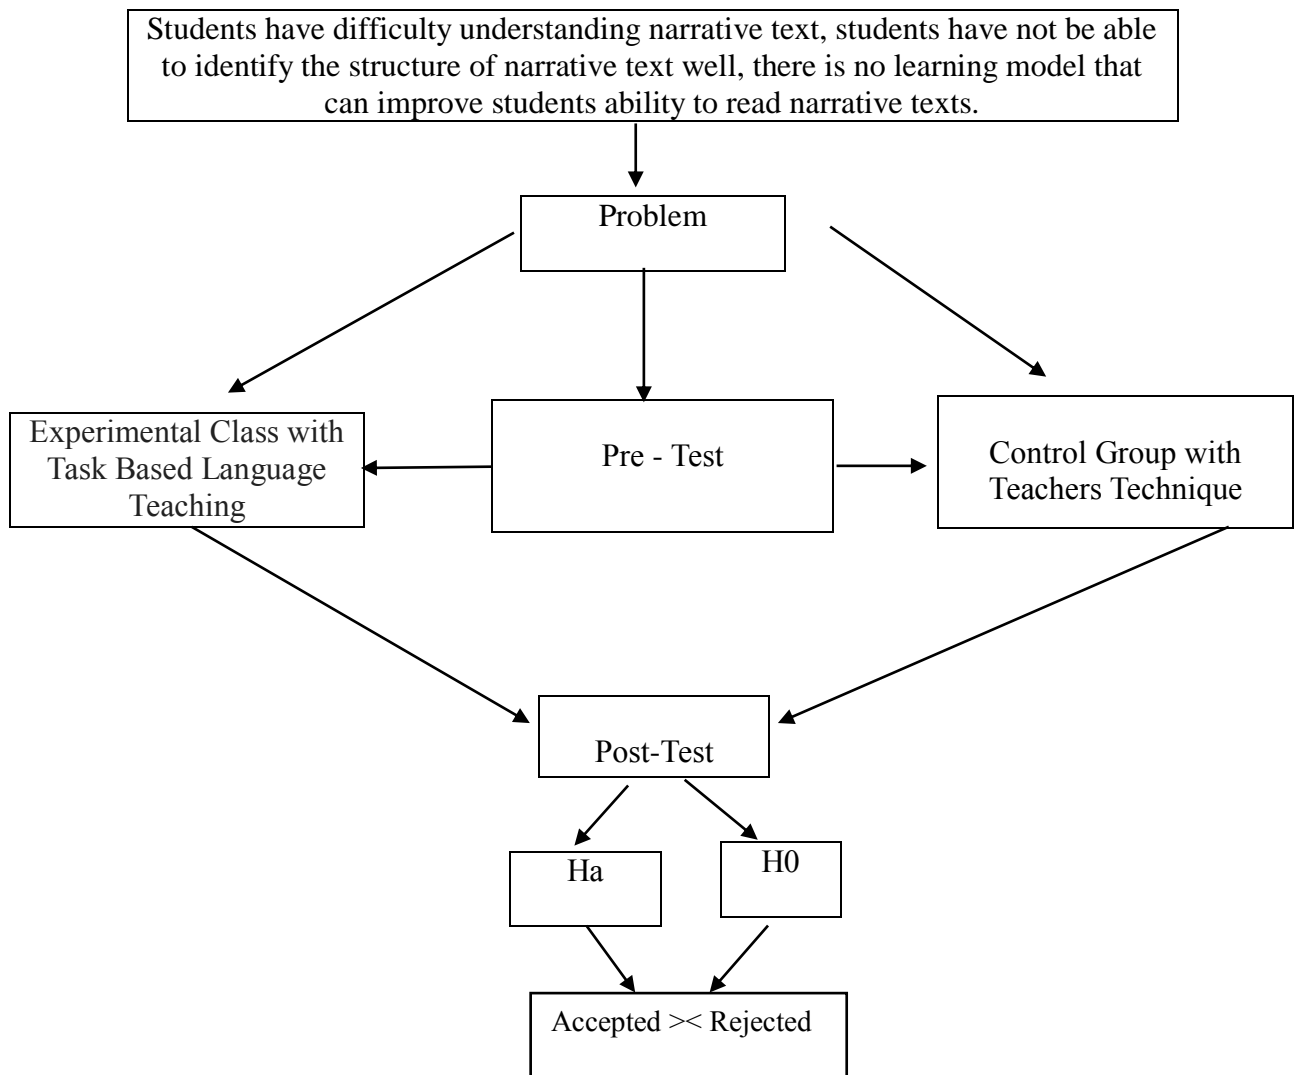 Students have difficulty understanding narrative text, students have not be able
to identify the structure of narrative text well, there is no learning model that
can improve students ability to read narrative texts.
Problem
Experimental Class with
Task Based Language
Teaching
Pre - Test
Control Group with
Teachers Technique
Post-Test
Ha
H0
Accepted >< Rejected